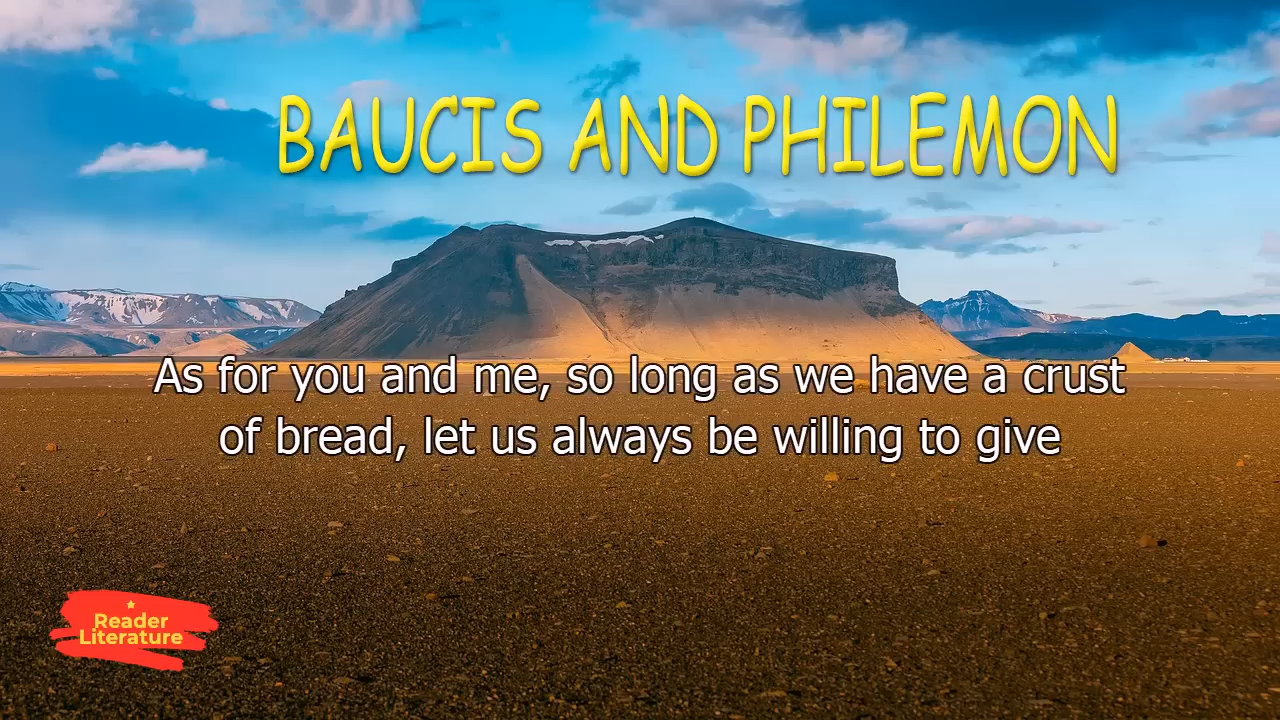 BAUCIS AND PHILEMON
As for you and me, so long as we have a crust
of bread, let us always be willing to give
Reader
Literature